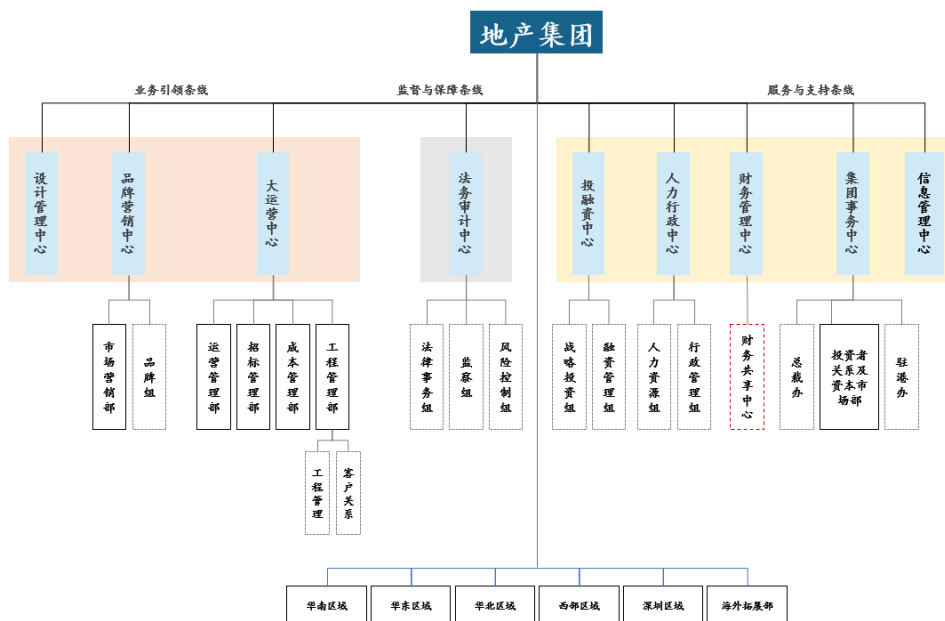 地产集团
业务引领条线
监督与保障条线
服务与支持条线
设计管理中心
品牌营销中心
大运营中心
法务审计中心
投融资中心
人力行政中心
财务管理中心
集团事务中心
信息管理中心
市场营销部
品牌组
运营管理部
招标管理部
成本管理部
工程管理部
法律事务组
监察组
风险控制组
战略投资组
融资管理组
人力资源组
行政管理组
财务共享中心
总裁办
投资者
关系及
资本市
场部
驻港办
工程管理
客户关系
华南区域
华东区域
华北区域
西部区域
深圳区域
海外拓展部